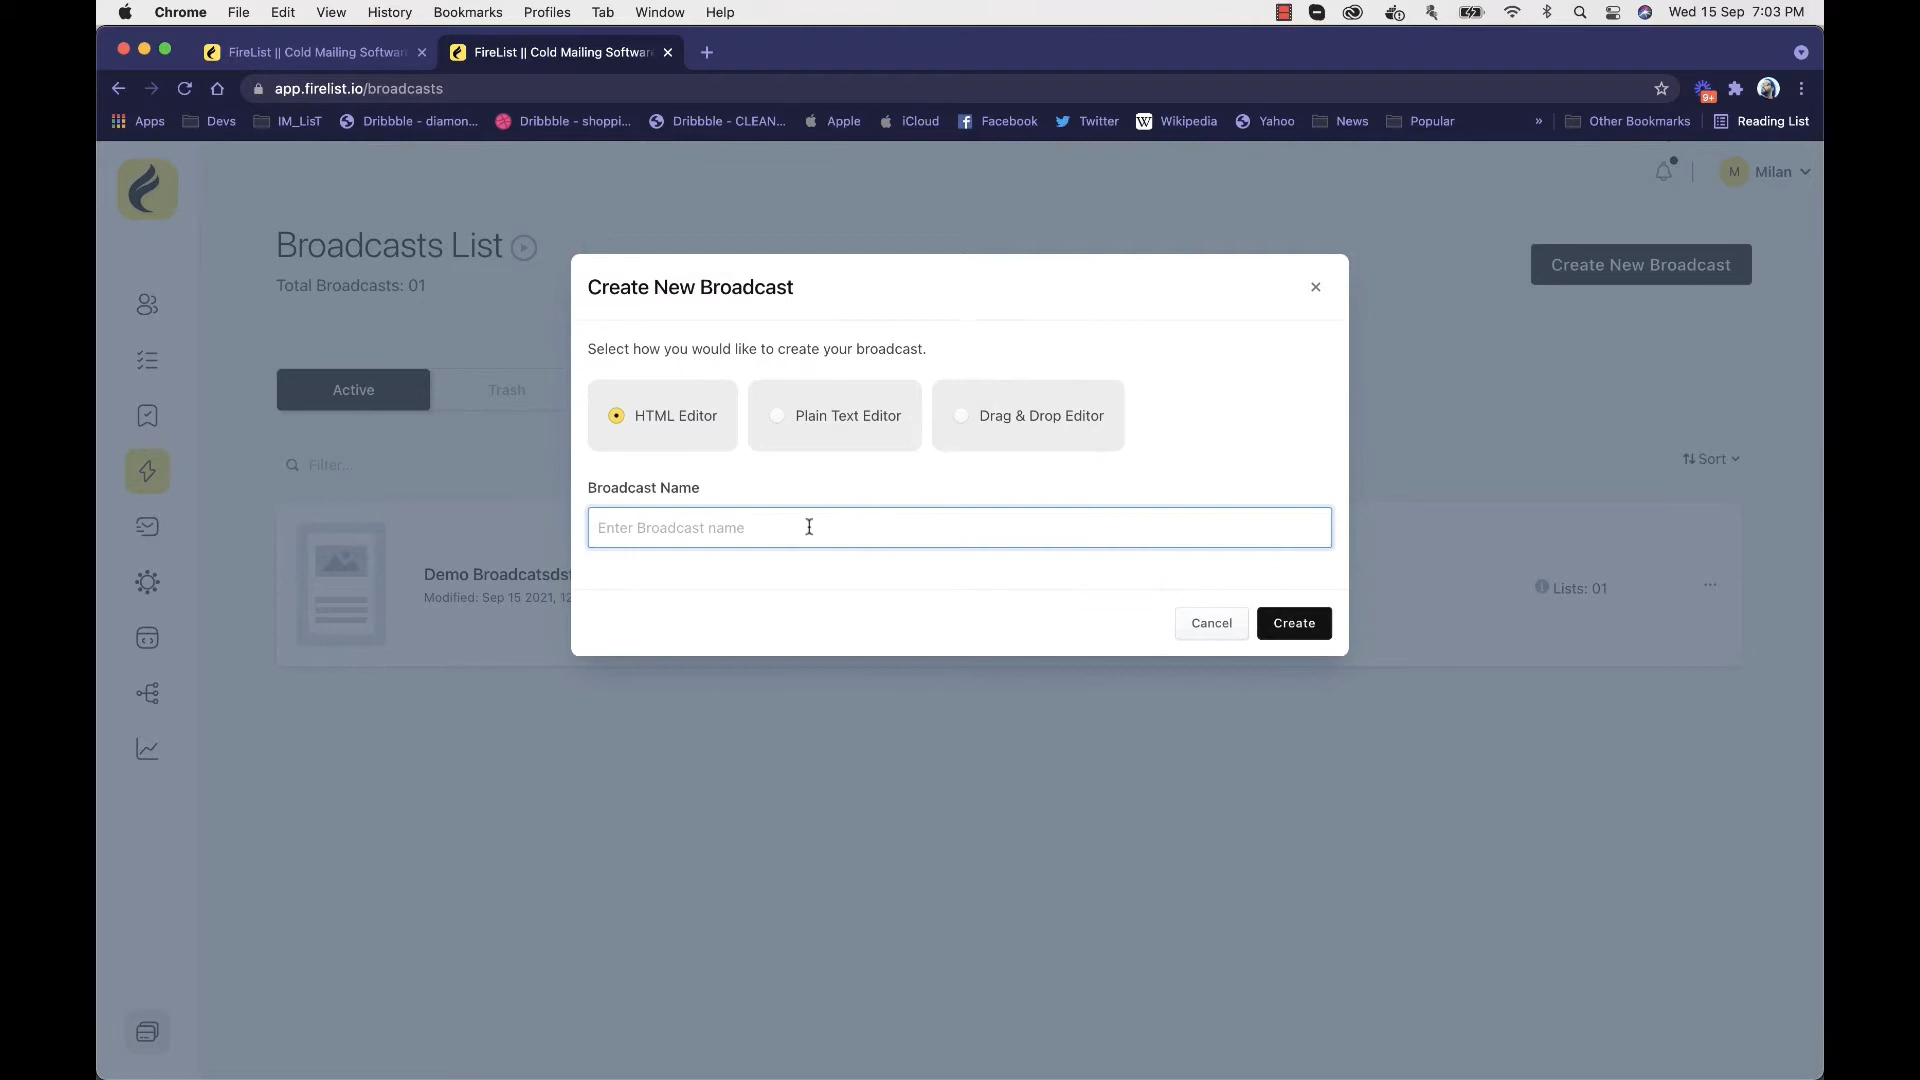 Chrome File Edit View History Bookmarks Profiles Tab Window Help Wed 15 Sep 7:03 PM
FireList || Cold Mailing Softwar FireList || Cold Mailing Softwar
app.firelist.io/broadcasts 9+
Apps Devs IM_LisT Dribbble - diamon... Dribbble - shoppi... Dribbble - CLEAN... Apple iCloud Facebook Twitter W Wikipedia Yahoo News Popular » Other Bookmarks Reading List
M Milan
Broadcasts List
Create New Broadcast
Total Broadcasts: 01
Create New Broadcast
Select how you would like to create your broadcast.
Active Trash
HTML Editor Plain Text Editor Drag & Drop Editor
Filter... Sort
Broadcast Name
Enter Broadcast name
Demo Broadcatsdst
Modified: Sep 15 2021, 12
Lists: 01 ...
Cancel Create